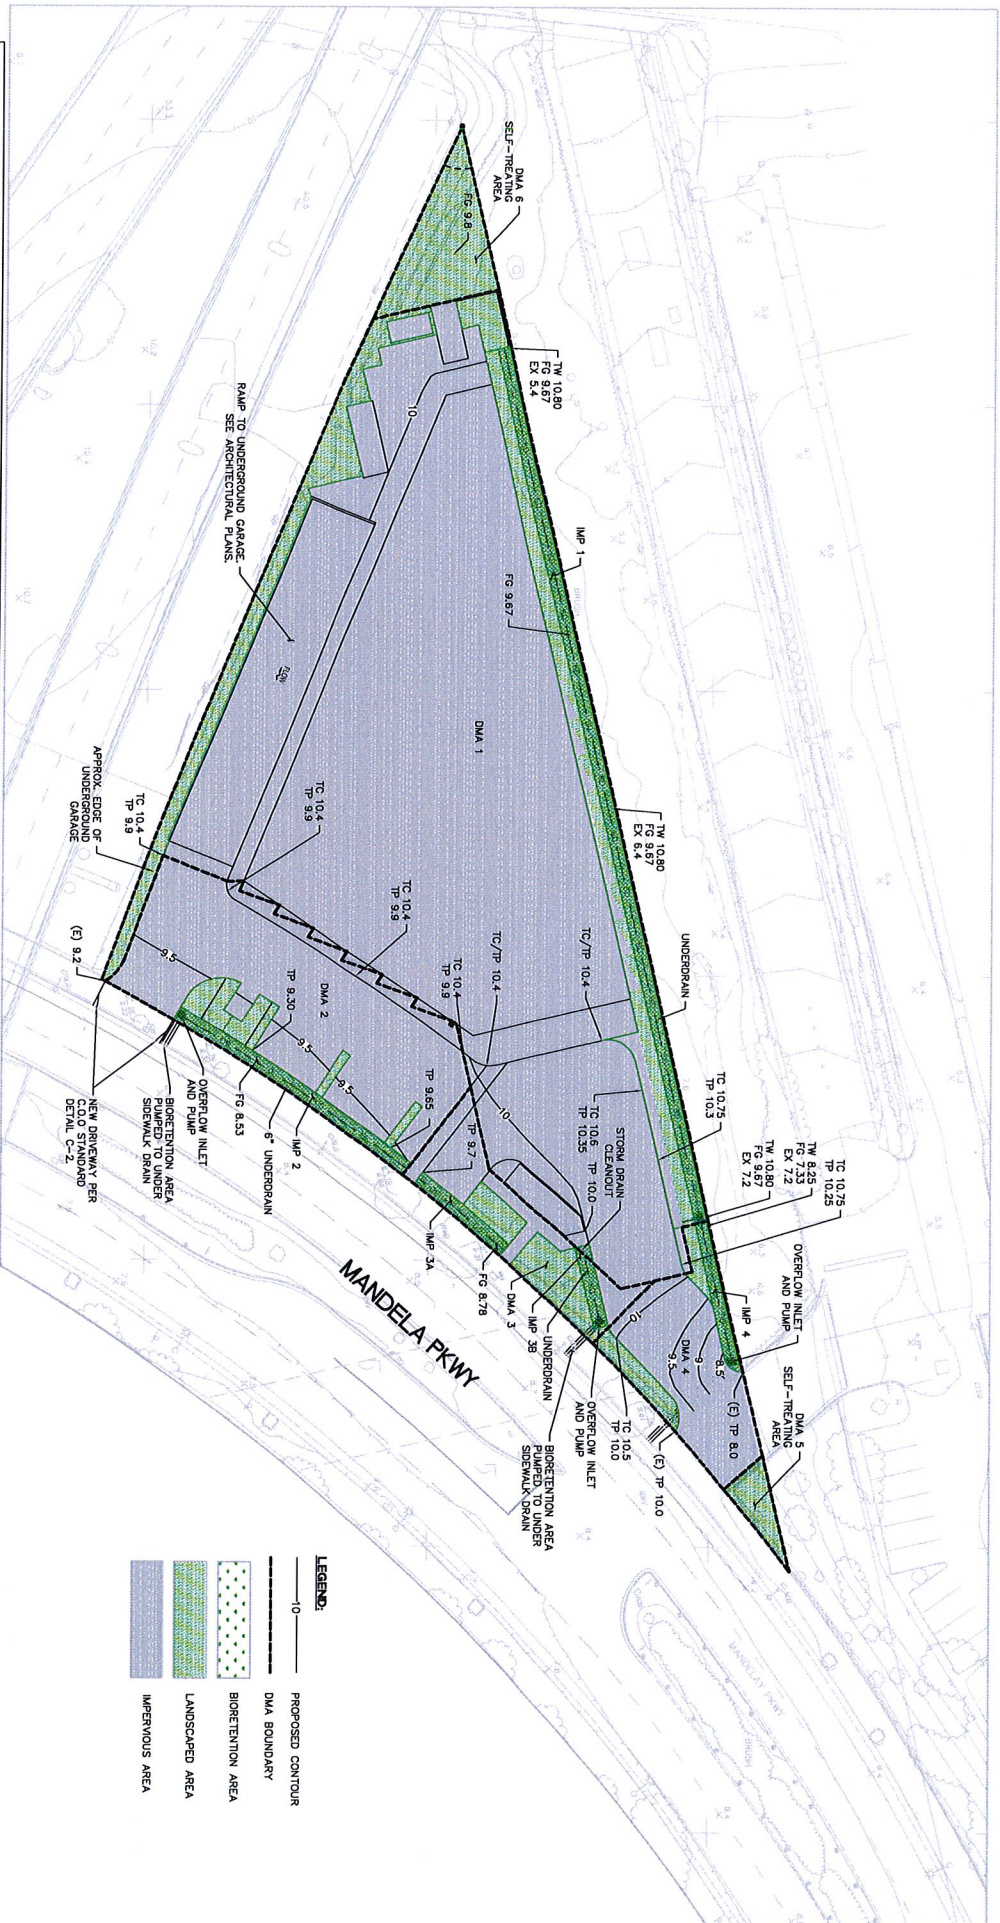 DMA 6
SELF-TREATING
AREA
FG 9.8
TW 10.80
FG 9.67
EX 5.4
IMP 1
FG 9.67
10
RAMP TO UNDERGROUND GARAGE.
SEE ARCHITECTURAL PLANS.
FLOW
DMA 1
TW 10.80
FG 9.67
EX 6.4
UNDERDRAIN
TC 10.4
TP 9.9
APPROX. EDGE OF
UNDERGROUND
GARAGE
TC 10.4
TP 9.9
TC 10.4
TP 9.9
TC/TP 10.4
TC/TP 10.4
TC 10.4
TP 9.9
(E) 9.2
9.5
DMA 2
TP 9.30
9.5
9.5
TP 9.65
TP 9.7
10
TC 10.75
TP 10.3
TC 10.6
TP 10.35
STORM DRAIN
CLEANOUT
TP 10.0
TW 10.80
FG 9.67
EX 7.2
TW 8.25
FG 7.33
EX 7.2
TC 10.75
TP 10.25
OVERFLOW INLET
AND PUMP
IMP 4
DMA 5
SELF-TREATING
AREA
(E) TP 8.0
8.5
9
9.5
DMA 4
10
NEW DRIVEWAY PER
C.O.O STANDARD
DETAIL C-2.
BIORETENTION AREA
PUMPED TO UNDER
SIDEWALK DRAIN
OVERFLOW INLET
AND PUMP
FG 8.53
6" UNDERDRAIN
IMP 2
IMP 3A
FG 8.78
DMA 3
IMP 3B
UNDERDRAIN
BIORETENTION AREA
PUMPED TO UNDER
SIDEWALK DRAIN
OVERFLOW INLET
AND PUMP
TC 10.5
TP 10.0
(E) TP 10.0
MANDELA PKWY
MANDELAY PKWY
LEGEND:
10
PROPOSED CONTOUR
DMA BOUNDARY
BIORETENTION AREA
LANDSCAPED AREA
IMPERVIOUS AREA